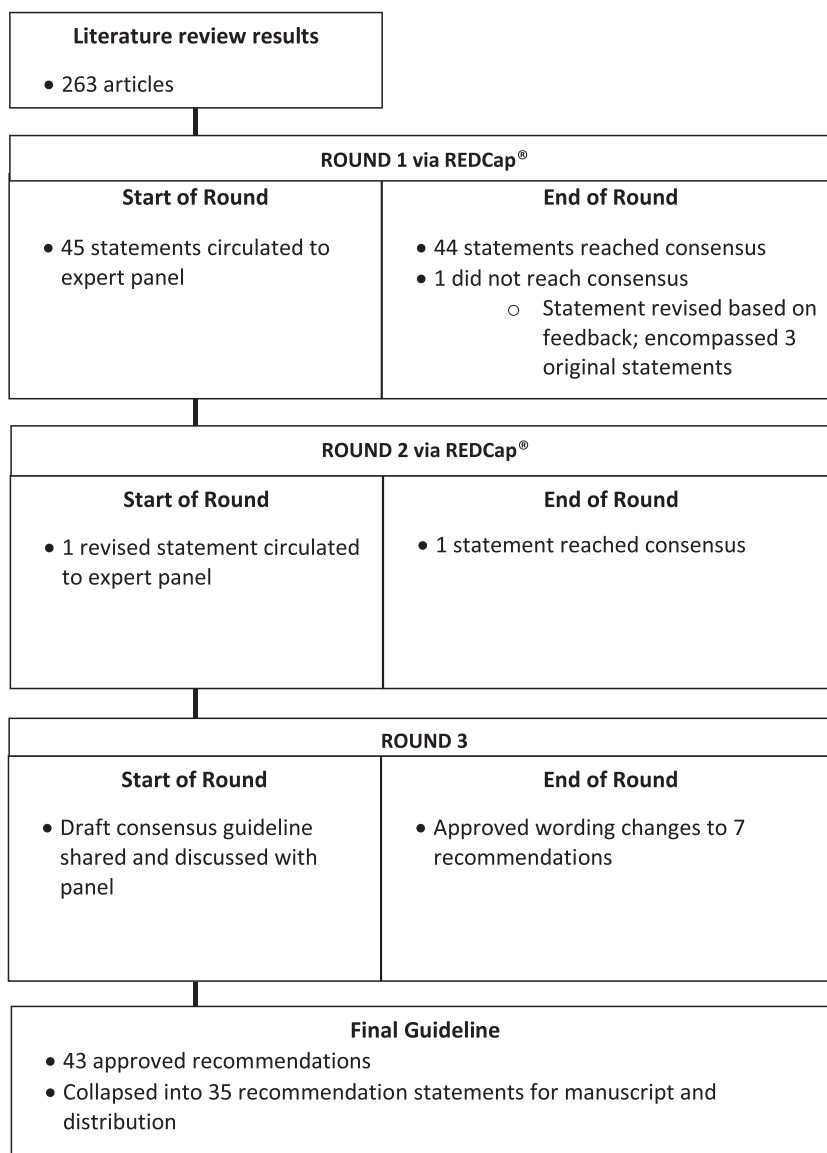 Literature review results
• 263 articles
ROUND 1 via REDCap®
Start of Round
• 45 statements circulated to
expert panel
End of Round
• 44 statements reached consensus
• 1 did not reach consensus
o Statement revised based on
feedback; encompassed 3
original statements
ROUND 2 via REDCap®
Start of Round
• 1 revised statement circulated
to expert panel
End of Round
• 1 statement reached consensus
ROUND 3
Start of Round
• Draft consensus guideline
shared and discussed with
panel
End of Round
• Approved wording changes to 7
recommendations
Final Guideline
• 43 approved recommendations
• Collapsed into 35 recommendation statements for manuscript and
distribution